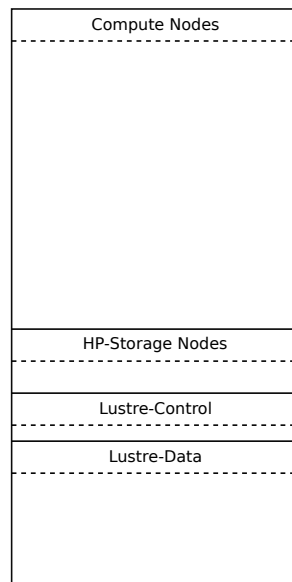 Compute Nodes
HP-Storage Nodes
Lustre-Control
Lustre-Data